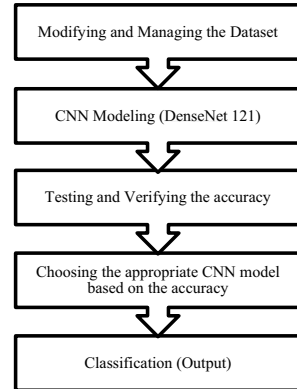 Modifying and Managing the Dataset
CNN Modeling (DenseNet 121)
Testing and Verifying the accuracy
Choosing the appropriate CNN model
based on the accuracy
Classification (Output)